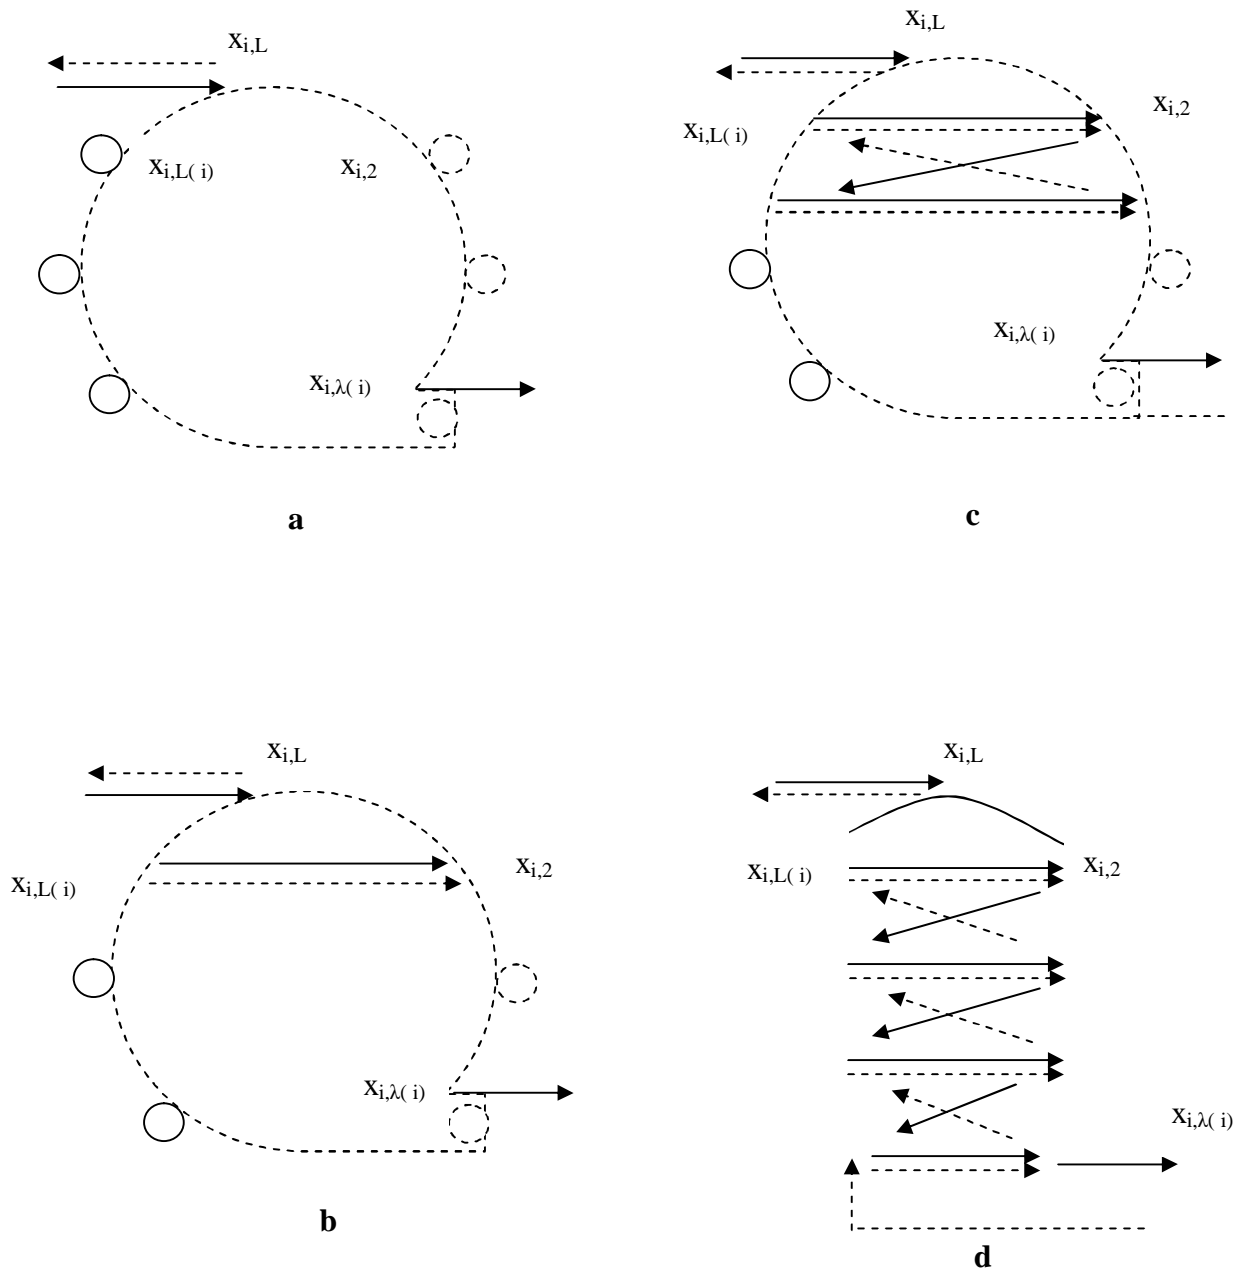 x_{i,L}
x_{i,L( i)} x_{i,2}
x_{i,λ( i)}
a
x_{i,L}
x_{i,2}
x_{i,L( i)}
x_{i,λ( i)}
c
x_{i,L}
x_{i,2}
x_{i,L( i)}
x_{i,λ( i)}
b
x_{i,L}
x_{i,L( i)} x_{i,2}
x_{i,λ( i)}
d